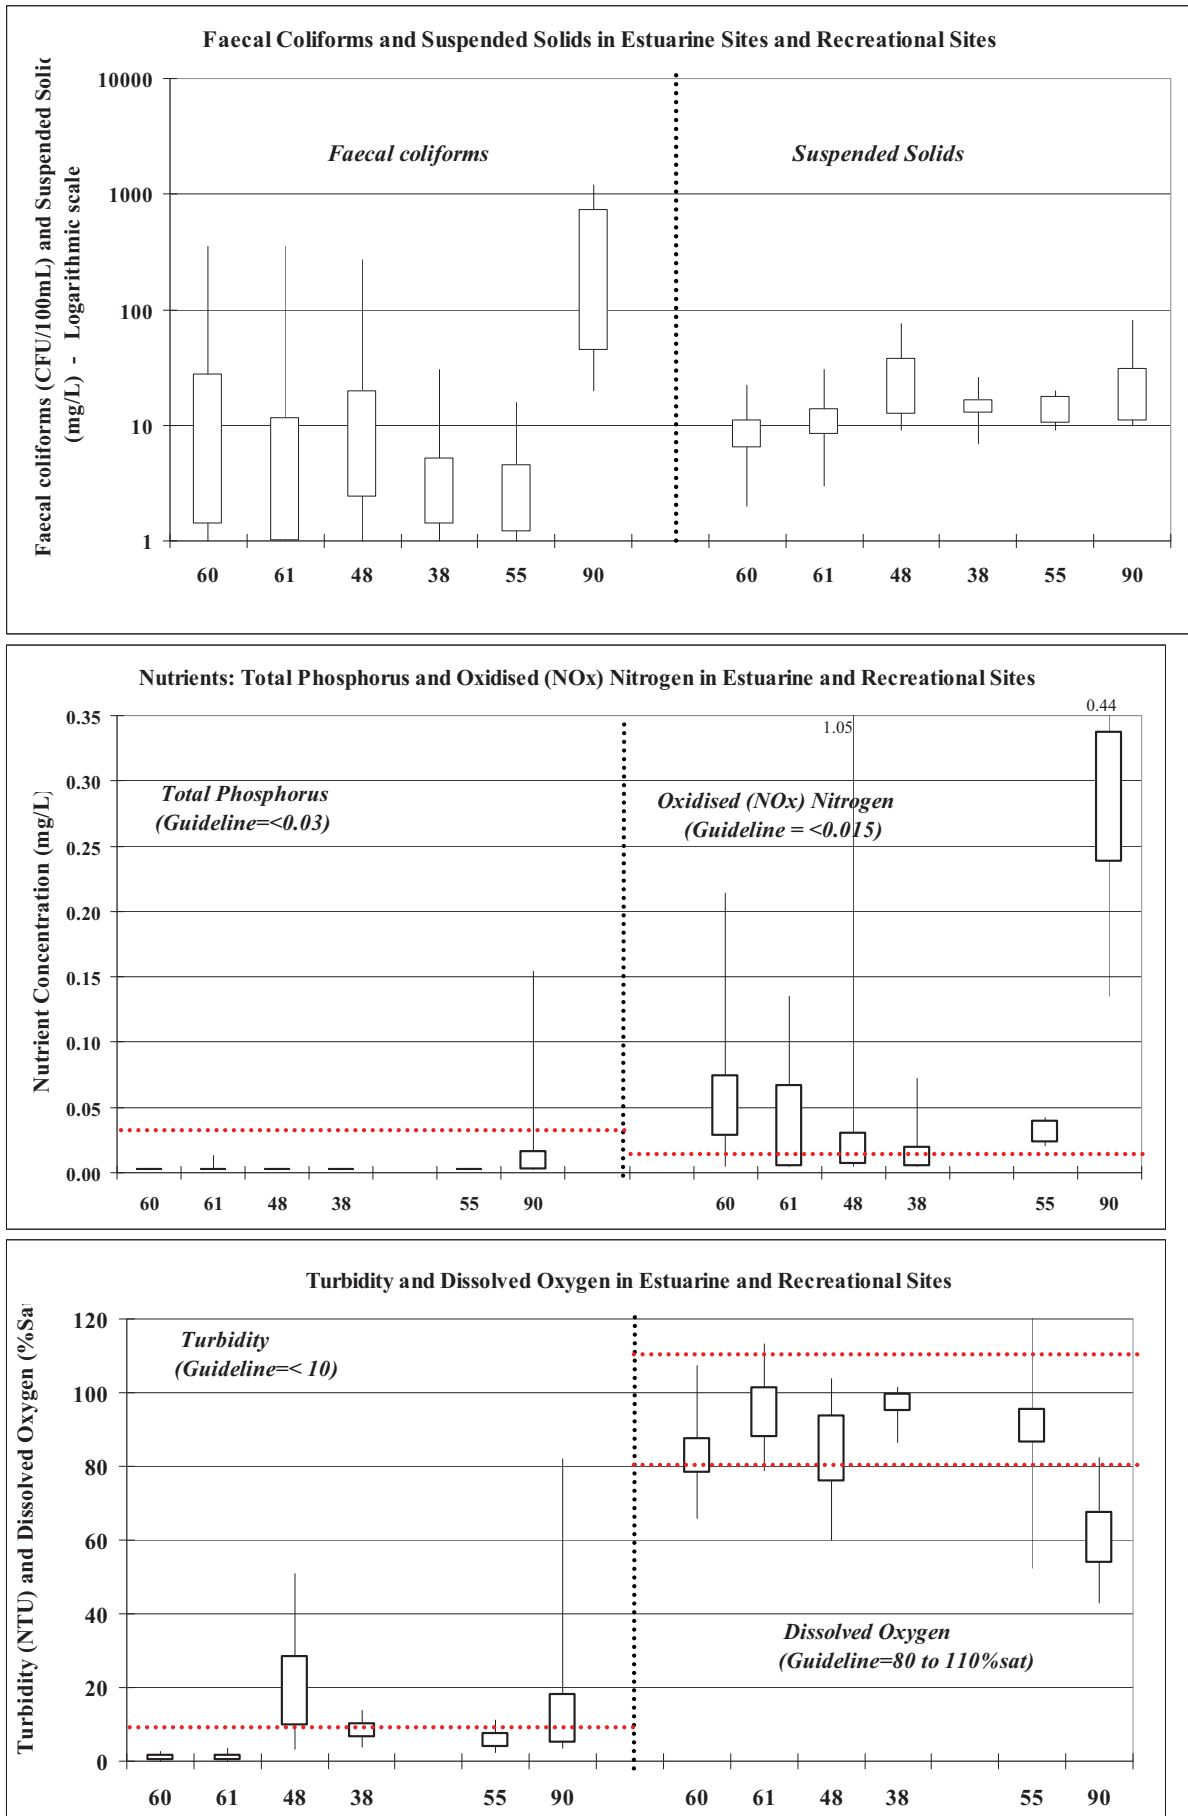 Faecal Coliforms and Suspended Solids in Estuarine Sites and Recreational Sites
Faecal coliforms (CFU/100mL) and Suspended Solic
(mg/L) - Logarithmic scale
10000
1000
100
10
1
Faecal coliforms
Suspended Solids
60 61 48 38 55 90 60 61 48 38 55 90
Nutrients: Total Phosphorus and Oxidised (NOx) Nitrogen in Estuarine and Recreational Sites
Nutrient Concentration (mg/L)
0.35
0.30
0.25
0.20
0.15
0.10
0.05
0.00
0.44
1.05
Total Phosphorus
(Guideline=<0.03)
Oxidised (NOx) Nitrogen
(Guideline = <0.015)
60 61 48 38 55 90 60 61 48 38 55 90
Turbidity and Dissolved Oxygen in Estuarine and Recreational Sites
Turbidity (NTU) and Dissolved Oxygen (%Sa
120
100
80
60
40
20
0
Turbidity
(Guideline=< 10)
Dissolved Oxygen
(Guideline=80 to 110%sat)
60 61 48 38 55 90 60 61 48 38 55 90